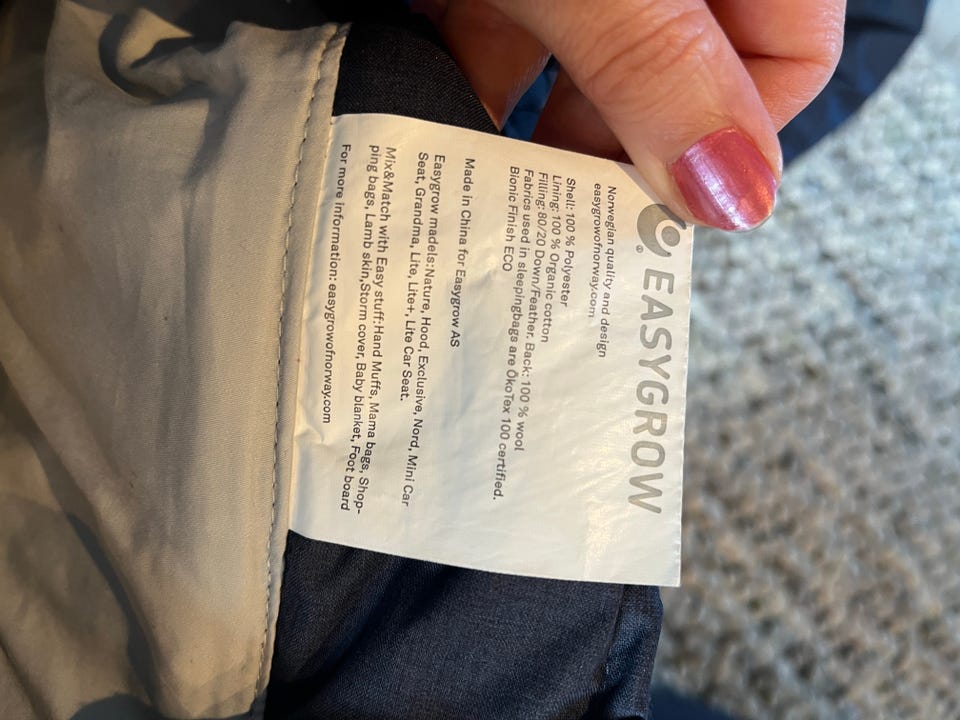 EASYGROW
®
Norwegian quality and design
easygrowofnorway.com
Shell: 100 % Polyester
Lining: 100 % Organic cotton
Filling: 80/20 Down/Feather. Back: 100 % wool
Fabrics used in sleepingbags are ÖkoTex 100 certified.
Bionic Finish ECO
Made in China for Easygrow AS
Easygrow madels:Nature, Hood, Exclusive, Nord, Mini Car
Seat, Grandma, Lite, Lite+, Lite Car Seat.
Mix&Match with Easy stuff:Hand Muffs, Mama bags, Shop-
ping bags, Lamb skin,Storm cover, Baby blanket, Foot board
For more information: easygrowofnorway.com